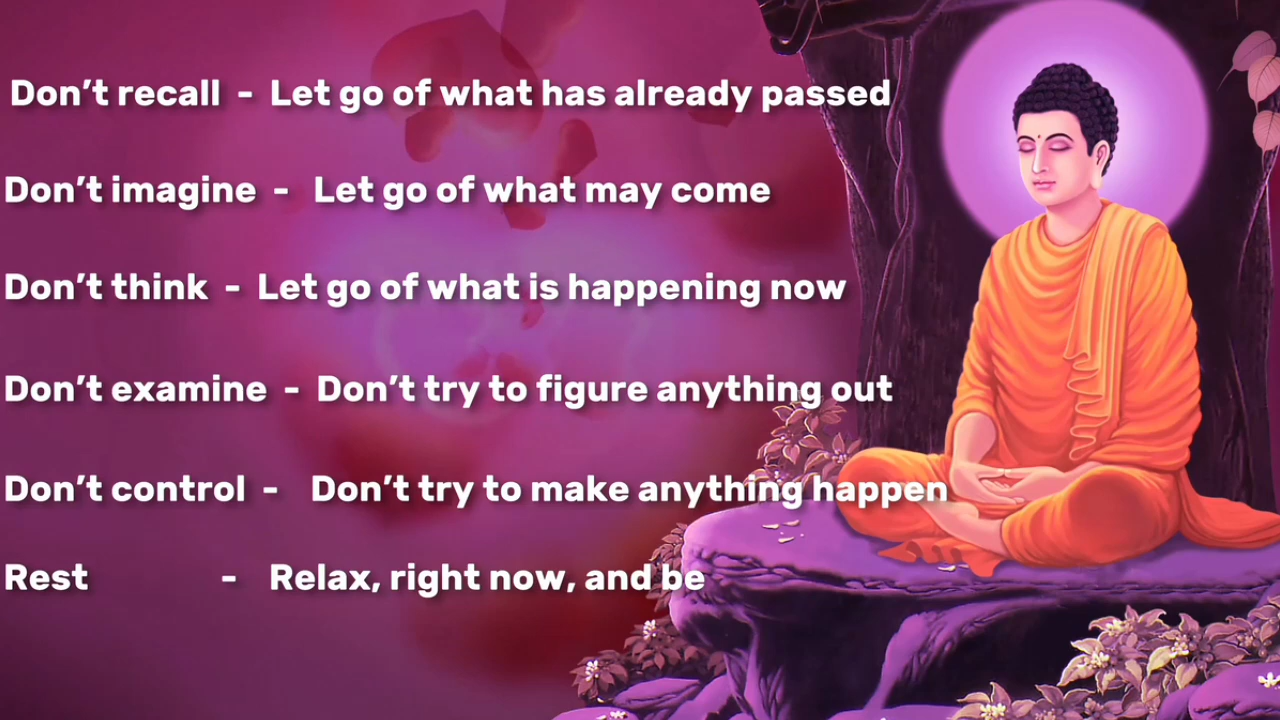 Don’t recall - Let go of what has already passed
Don’t imagine - Let go of what may come
Don’t think - Let go of what is happening now
Don’t examine - Don’t try to figure anything out
Don’t control - Don’t try to make anything happen
Rest - Relax, right now, and be